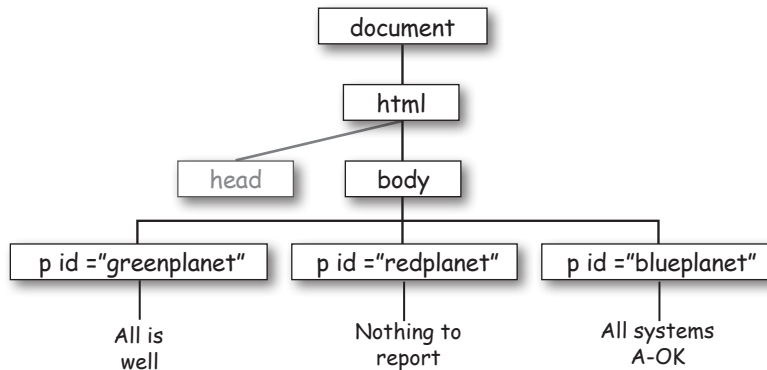 document
html
head
body
p id ="greenplanet"
p id ="redplanet"
p id ="blueplanet"
All is
well
Nothing to
report
All systems
A-OK